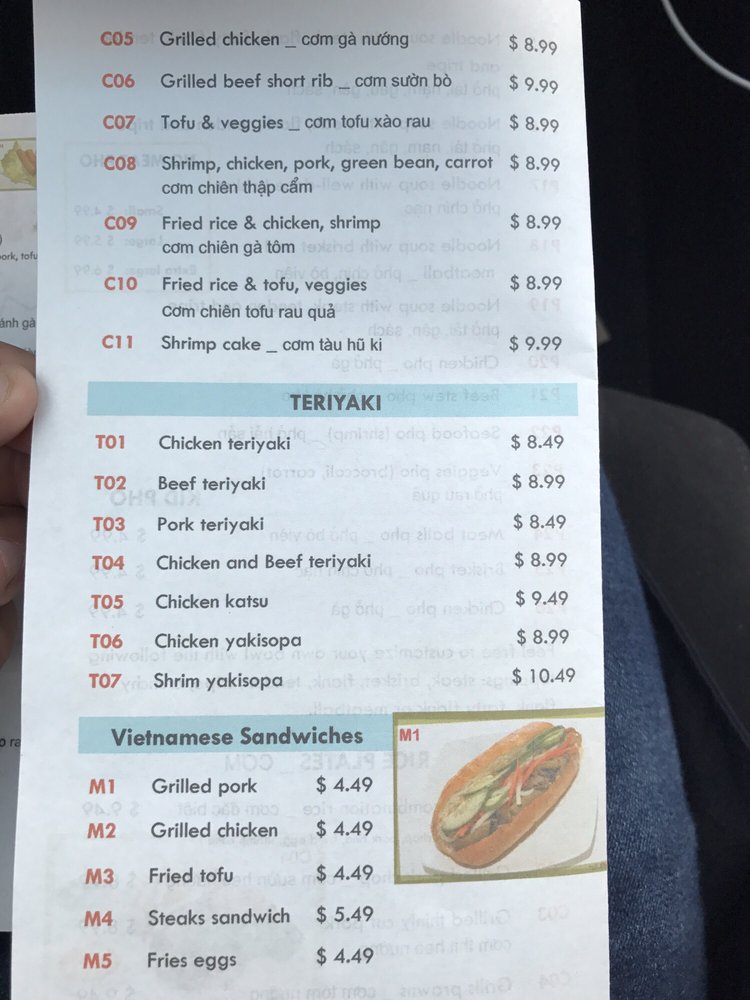 C05 Grilled chicken _ cơm gà nướng $ 8.99
C06 Grilled beef short rib _ cơm sườn bò $ 9.99
C07 Tofu & veggies _ cơm tofu xào rau $ 8.99
C08 Shrimp, chicken, pork, green bean, carrot $ 8.99
cơm chiên thập cẩm
C09 Fried rice & chicken, shrimp $ 8.99
cơm chiên gà tôm
C10 Fried rice & tofu, veggies $ 8.99
Cơm chiên tofu rau quả
C11 Shrimp cake _ cơm tàu hũ ki $ 9.99
TERIYAKI
T01 Chicken teriyaki $ 8.49
T02 Beef teriyaki $ 8.99
T03 Pork teriyaki $ 8.49
T04 Chicken and Beef teriyaki $ 8.99
T05 Chicken katsu $ 9.49
T06 Chicken yakisopa $ 8.99
T07 Shrim yakisopa $ 10.49
Vietnamese Sandwiches
M1 Grilled pork $ 4.49
M2 Grilled chicken $ 4.49
M3 Fried tofu $ 4.49
M4 Steaks sandwich $ 5.49
M5 Fries eggs $ 4.49
M1